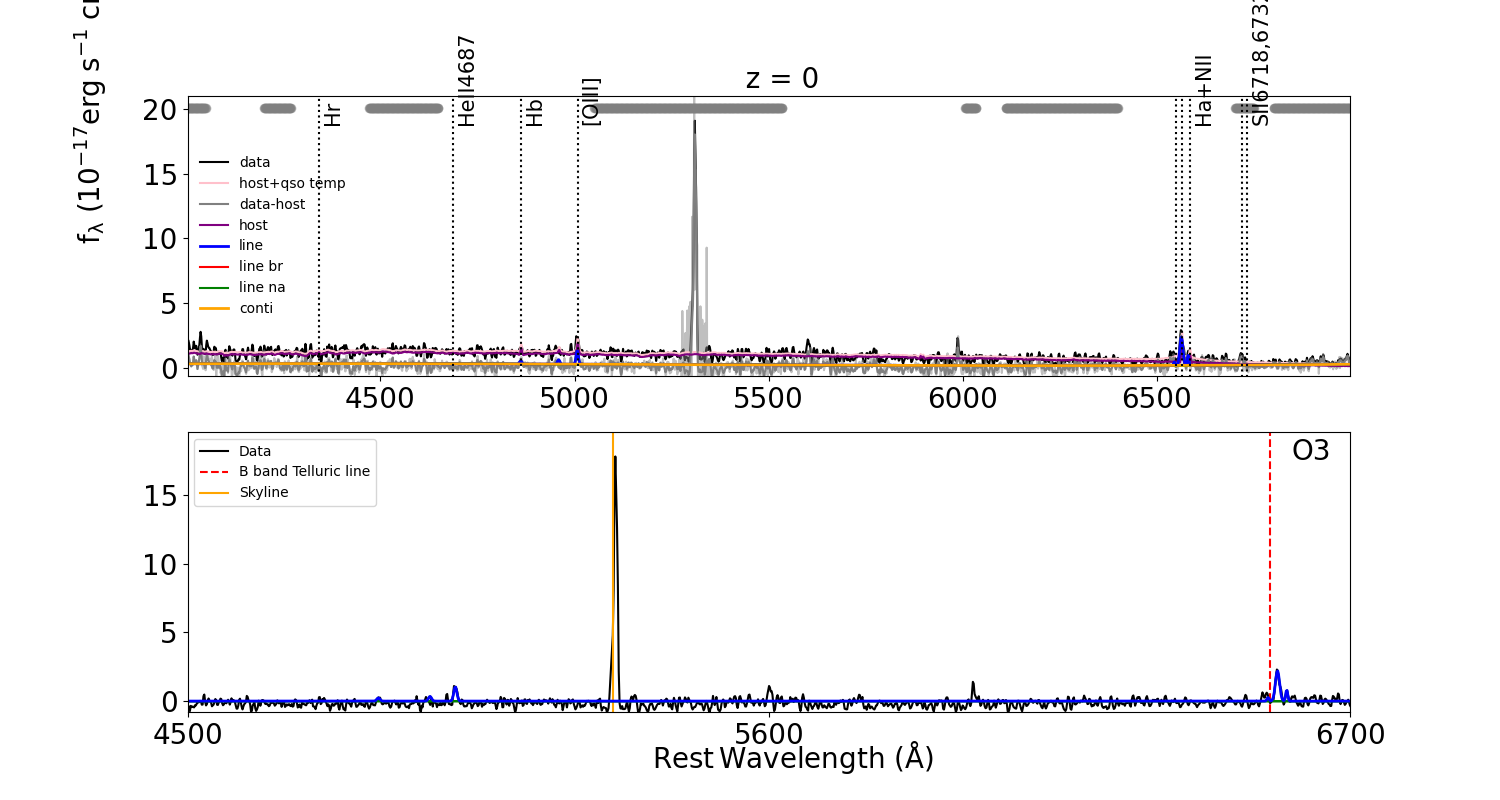 z = 0
f_λ (10^−17 erg s^−1
20
15
10
5
0
Hr
HeII4687
Hb
[OIII]
Ha+NII
SII6718,6732
data
host+qso temp
data-host
host
line
line br
line na
conti
4500
5000
5500
6000
6500
Data
B band Telluric line
Skyline
O3
15
10
5
0
4500
5600
6700
Rest Wavelength (Å)